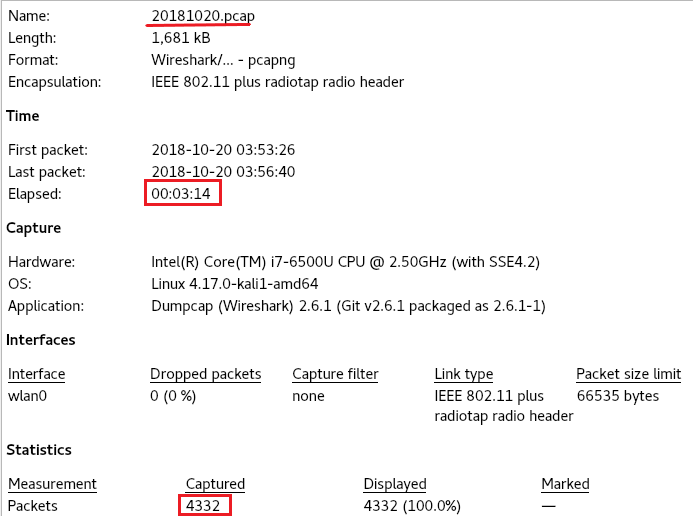 Name: 20181020.pcap
Length: 1,681 kB
Format: Wireshark/... - pcapng
Encapsulation: IEEE 802.11 plus radiotap radio header
Time
First packet: 2018-10-20 03:53:26
Last packet: 2018-10-20 03:56:40
Elapsed: 00:03:14
Capture
Hardware: Intel(R) Core(TM) i7-6500U CPU @ 2.50GHz (with SSE4.2)
OS: Linux 4.17.0-kali1-amd64
Application: Dumpcap (Wireshark) 2.6.1 (Git v2.6.1 packaged as 2.6.1-1)
Interfaces
Interface Dropped packets Capture filter Link type Packet size limit
wlan0 0 (0 %) none IEEE 802.11 plus 66535 bytes
radiotap radio header
Statistics
Measurement Captured Displayed Marked
Packets 4332 4332 (100.0%) —